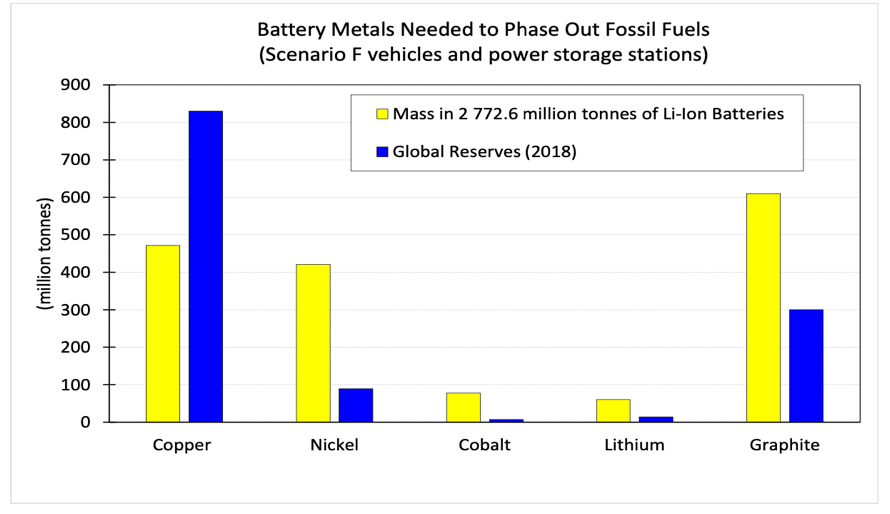 Battery Metals Needed to Phase Out Fossil Fuels
(Scenario F vehicles and power storage stations)
900
800
700
600
500
400
300
200
100
0
(million tonnes)
Mass in 2 772.6 million tonnes of Li-Ion Batteries
Global Reserves (2018)
Copper
Nickel
Cobalt
Lithium
Graphite